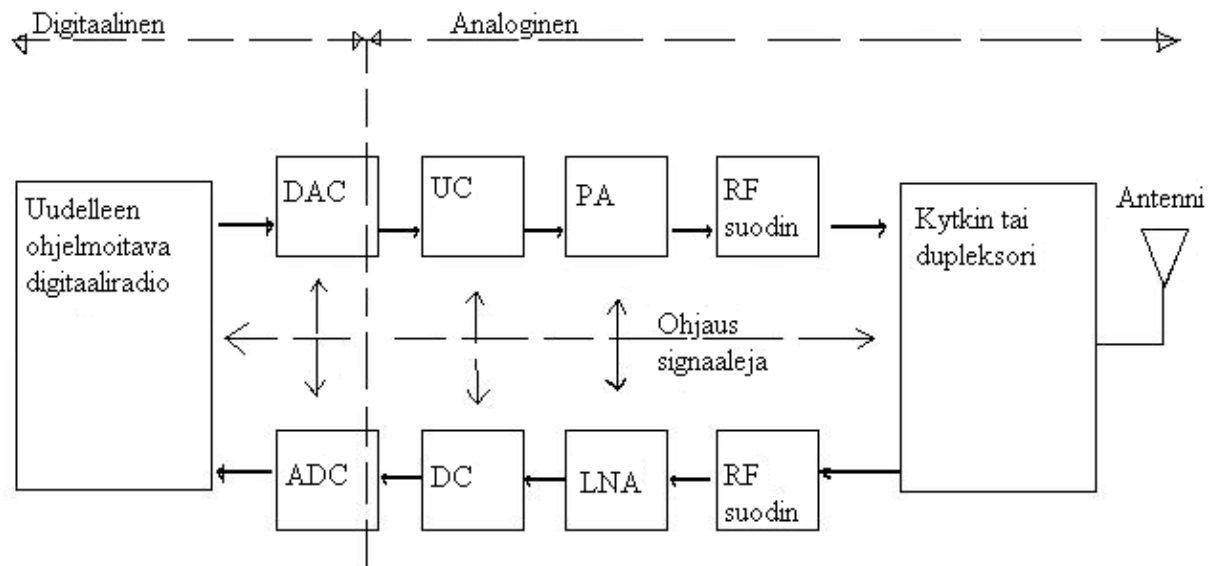 Digitaalinen
Analoginen
Uudelleen
ohjelmoitava
digitaaliradio
DAC
UC
PA
RF
suodin
Kytkin tai
dupleksori
Antenni
Ohjaus
signaaleja
ADC
DC
LNA
RF
suodin